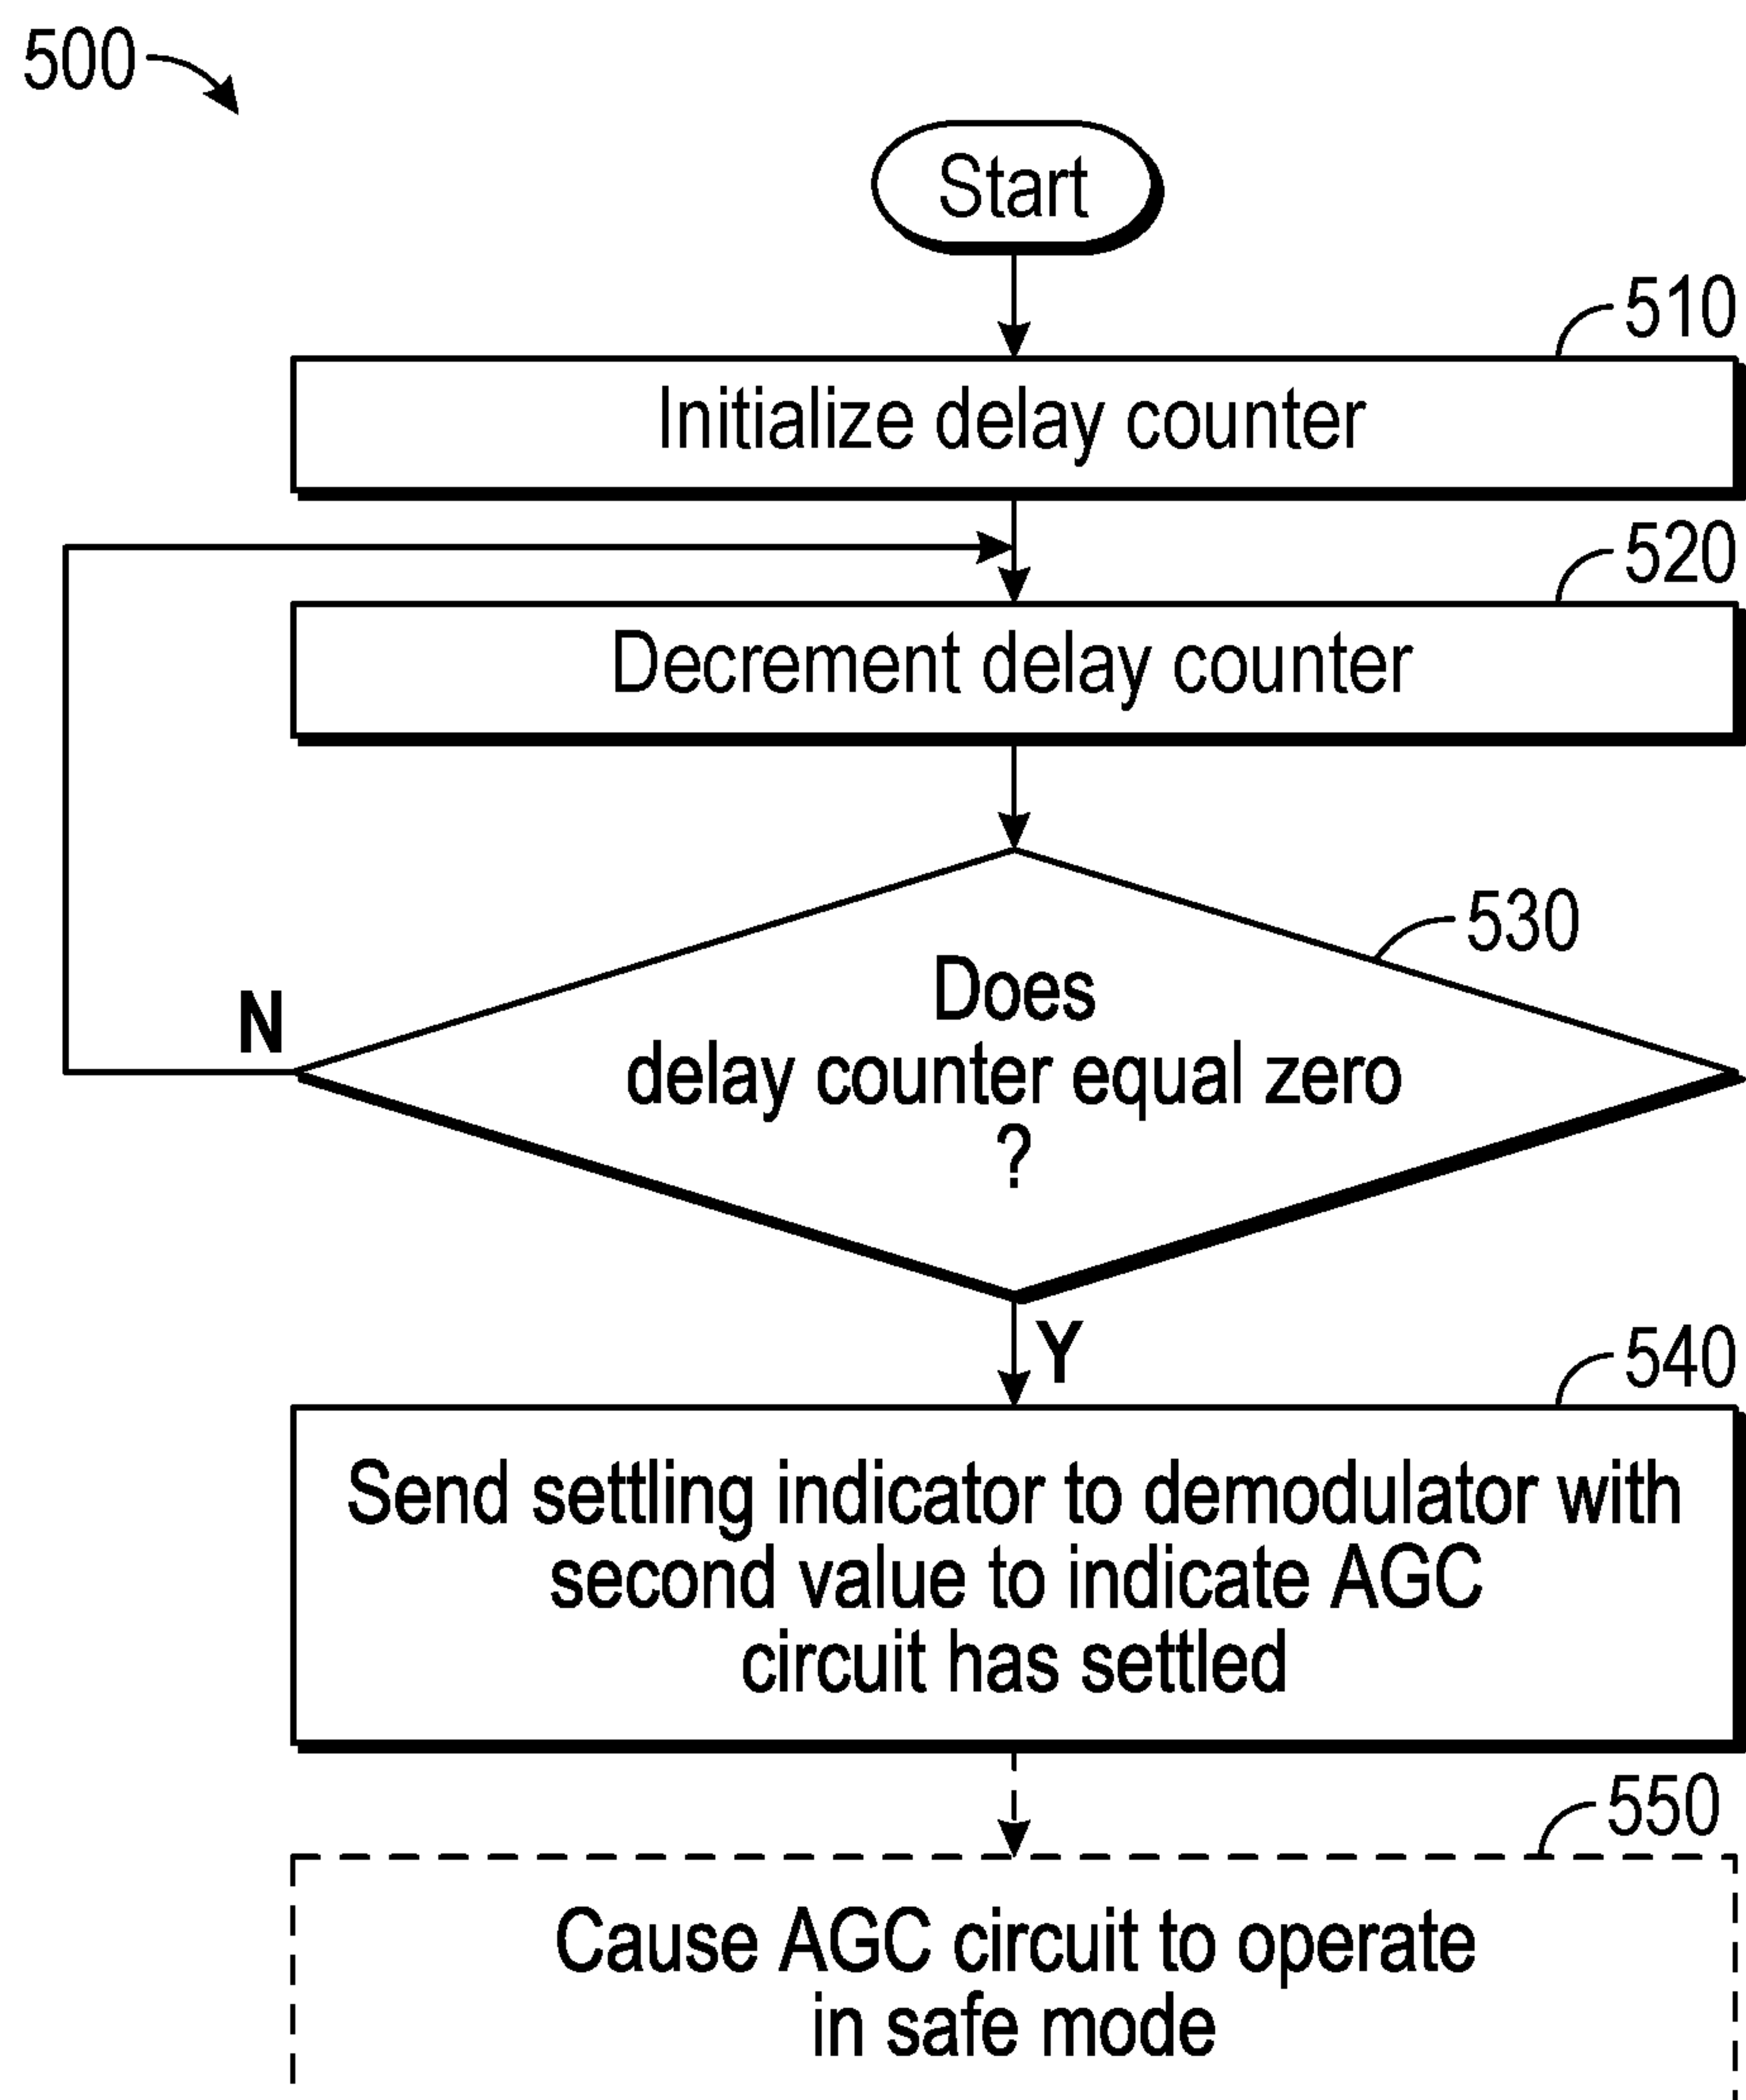 500
Start
510
Initialize delay counter
520
Decrement delay counter
530
Does
delay counter equal zero
?
N
Y
540
Send settling indicator to demodulator with
second value to indicate AGC
circuit has settled
550
Cause AGC circuit to operate
in safe mode